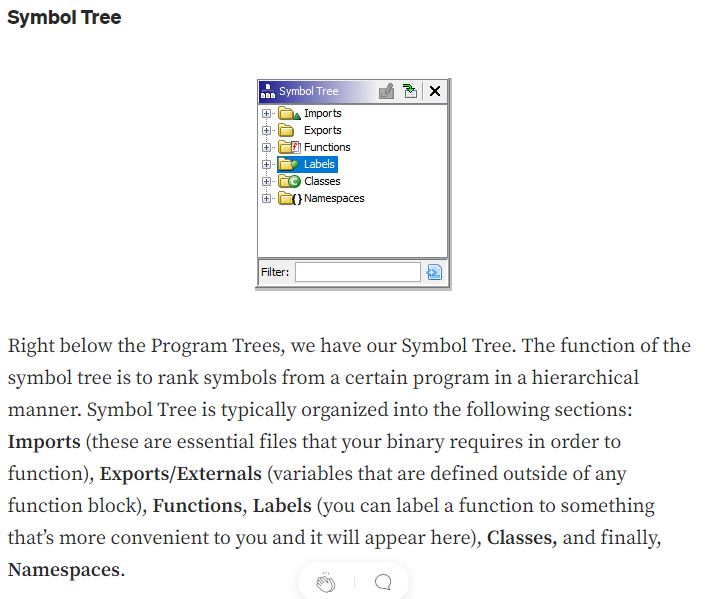 Symbol Tree
Symbol Tree
Imports
Exports
Functions
Labels
Classes
{} Namespaces
Filter:
Right below the Program Trees, we have our Symbol Tree. The function of the
symbol tree is to rank symbols from a certain program in a hierarchical
manner. Symbol Tree is typically organized into the following sections:
Imports (these are essential files that your binary requires in order to
function), Exports/Externals (variables that are defined outside of any
function block), Functions, Labels (you can label a function to something
that’s more convenient to you and it will appear here), Classes, and finally,
Namespaces.